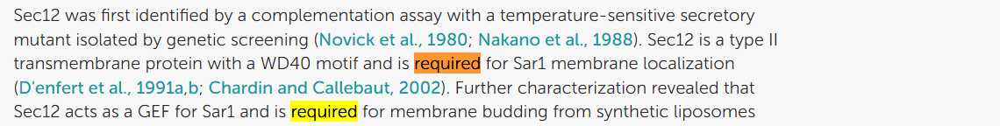 Sec12 was first identified by a complementation assay with a temperature-sensitive secretory
mutant isolated by genetic screening (Novick et al., 1980; Nakano et al., 1988). Sec12 is a type II
transmembrane protein with a WD40 motif and is required for Sar1 membrane localization
(D'enfert et al., 1991a,b; Chardin and Callebaut, 2002). Further characterization revealed that
Sec12 acts as a GEF for Sar1 and is required for membrane budding from synthetic liposomes